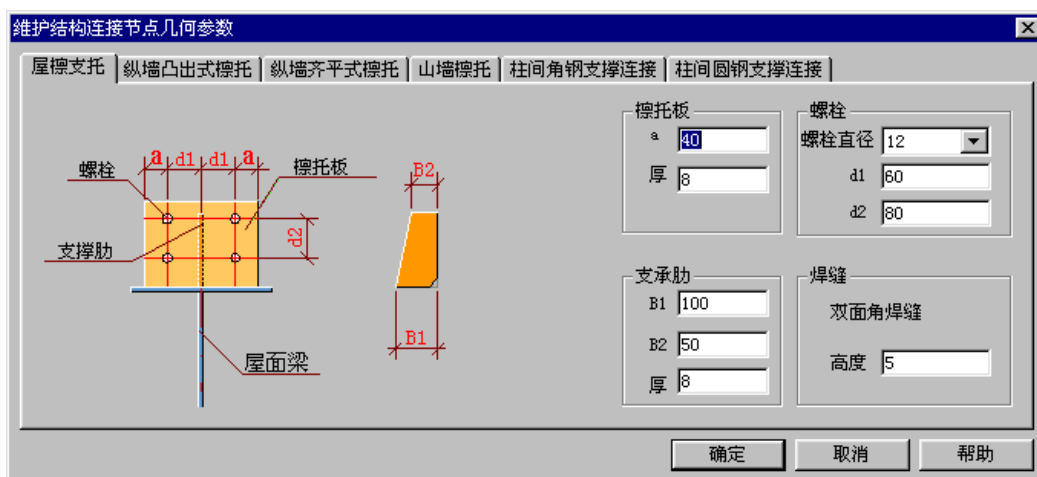 维护结构连接节点几何参数
屋檩支托 纵墙凸出式檩托 纵墙齐平式檩托 山墙檩托 柱间角钢支撑连接 柱间圆钢支撑连接
a d1 d1 a
螺栓
檩托板
支撑肋
d2
屋面梁
B2
B1
檩托板
a 40
厚 8
螺栓
螺栓直径 12
d1 60
d2 80
支承肋
B1 100
B2 50
厚 8
焊缝
双面角焊缝
高度 5
确定 取消 帮助